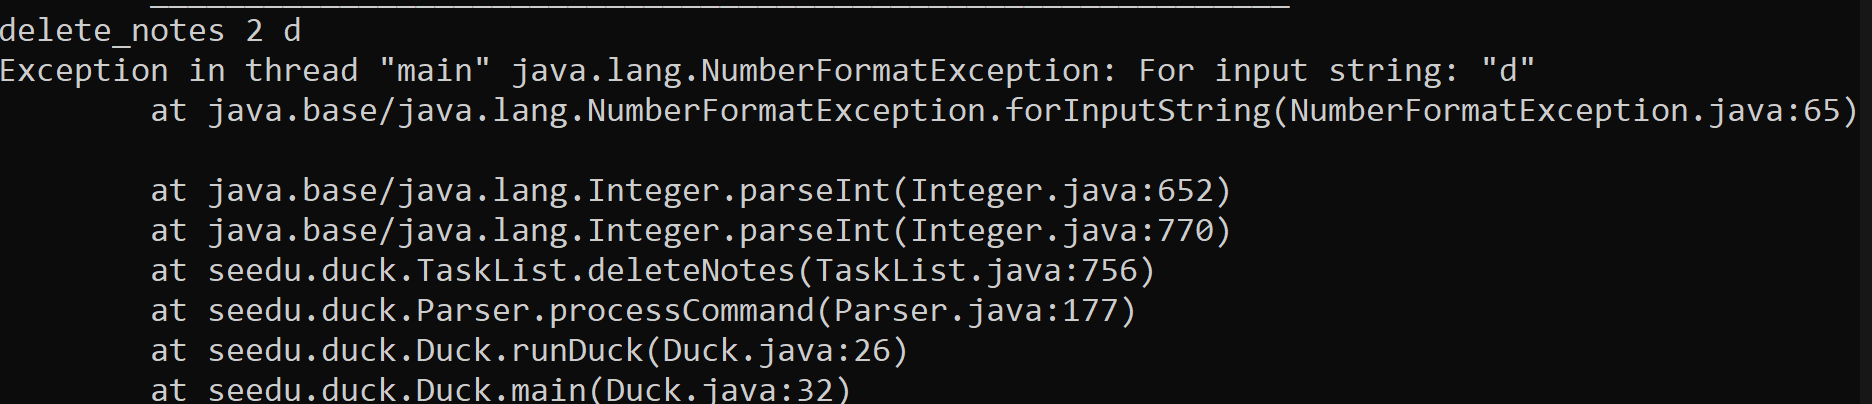 delete_notes 2 d
Exception in thread "main" java.lang.NumberFormatException: For input string: "d"
at java.base/java.lang.NumberFormatException.forInputString(NumberFormatException.java:65)
at java.base/java.lang.Integer.parseInt(Integer.java:652)
at java.base/java.lang.Integer.parseInt(Integer.java:770)
at seedu.duck.TaskList.deleteNotes(TaskList.java:756)
at seedu.duck.Parser.processCommand(Parser.java:177)
at seedu.duck.Duck.runDuck(Duck.java:26)
at seedu.duck.Duck.main(Duck.java:32)